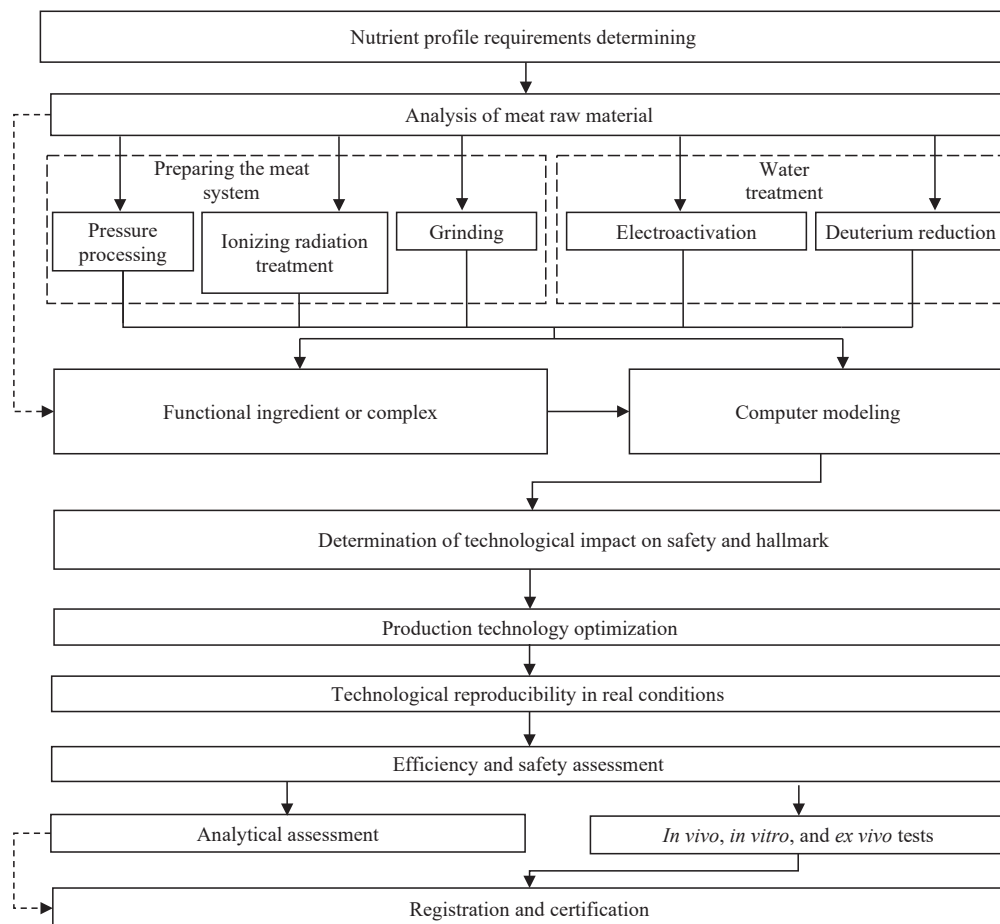 Nutrient profile requirements determining
Analysis of meat raw material
Preparing the meat
system
Water
treatment
Pressure
processing
Ionizing radiation
treatment
Grinding
Electroactivation
Deuterium reduction
Functional ingredient or complex
Computer modeling
Determination of technological impact on safety and hallmark
Production technology optimization
Technological reproducibility in real conditions
Efficiency and safety assessment
Analytical assessment
In vivo, in vitro, and ex vivo tests
Registration and certification